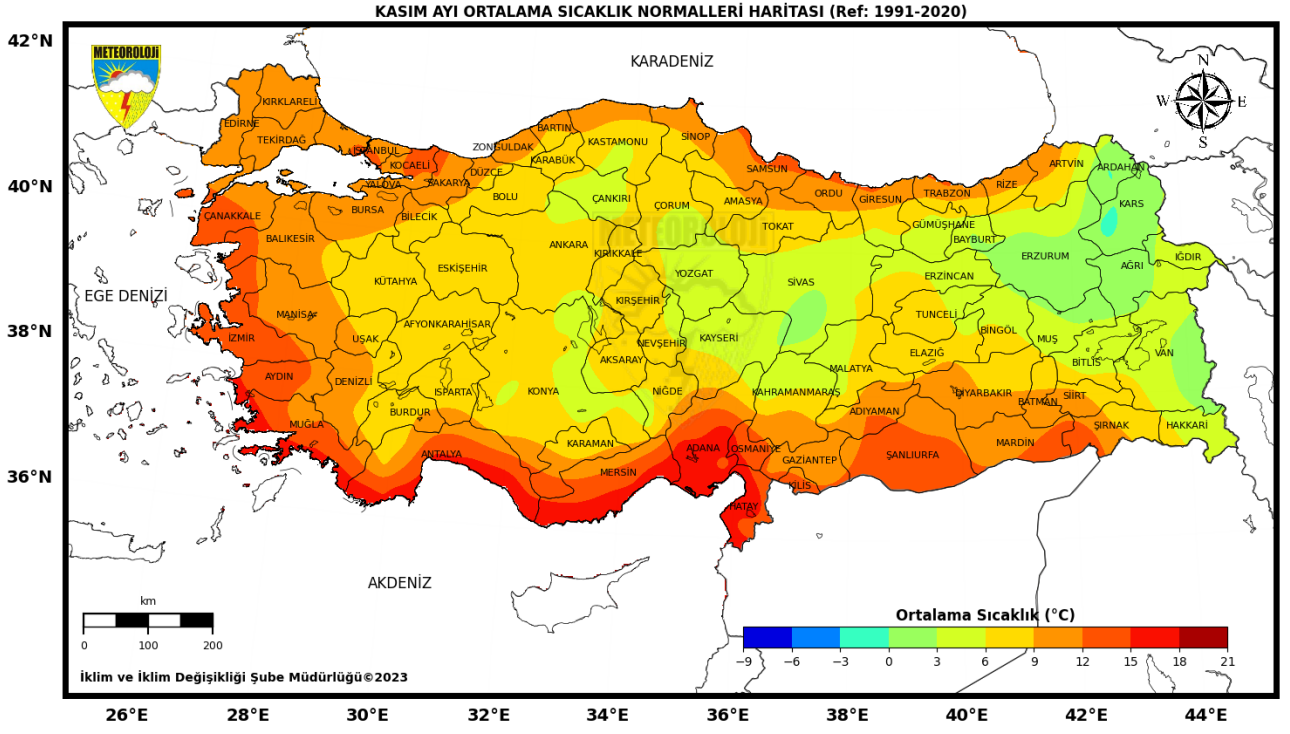 KASIM AYI ORTALAMA SICAKLIK NORMALLERİ HARİTASI (Ref: 1991-2020)
42°N
40°N
38°N
36°N
METEOROLOJİ
KARADENİZ
N
W E
S
KIRKLARELİ
EDİRNE
TEKİRDAĞ
İSTANBUL
KOCAELİ
YALOVA
SAKARYA
DÜZCE
ZONGULDAK
BARTIN
KARABÜK
KASTAMONU
SİNOP
SAMSUN
ORDU
GİRESUN
TRABZON
RİZE
ARTVİN
ARDAHAN
KARS
ÇANAKKALE
BURSA
BİLECİK
BOLU
ÇANKIRI
ÇORUM
AMASYA
TOKAT
GÜMÜŞHANE
BAYBURT
ERZURUM
AĞRI
IĞDIR
METEOROLOJİ
BALIKESİR
KÜTAHYA
ESKİŞEHİR
ANKARA
KIRIKKALE
YOZGAT
SİVAS
ERZİNCAN
EGE DENİZİ
MANİSA
İZMİR
UŞAK
AFYONKARAHİSAR
KIRŞEHİR
NEVŞEHİR
KAYSERİ
TUNCELİ
BİNGÖL
MUŞ
BİTLİS
VAN
AYDIN
DENİZLİ
ISPARTA
BURDUR
KONYA
AKSARAY
NİĞDE
KAHRAMANMARAŞ
MALATYA
ELAZIĞ
DİYARBAKIR
BATMAN
SİİRT
ŞIRNAK
HAKKARİ
MUĞLA
ANTALYA
KARAMAN
MERSİN
ADANA
OSMANİYE
GAZİANTEP
KİLİS
ADIYAMAN
ŞANLIURFA
MARDİN
HATAY
AKDENİZ
km
0 100 200
Ortalama Sıcaklık (°C)
−9 −6 −3 0 3 6 9 12 15 18 21
İklim ve İklim Değişikliği Şube Müdürlüğü©2023
26°E 28°E 30°E 32°E 34°E 36°E 38°E 40°E 42°E 44°E